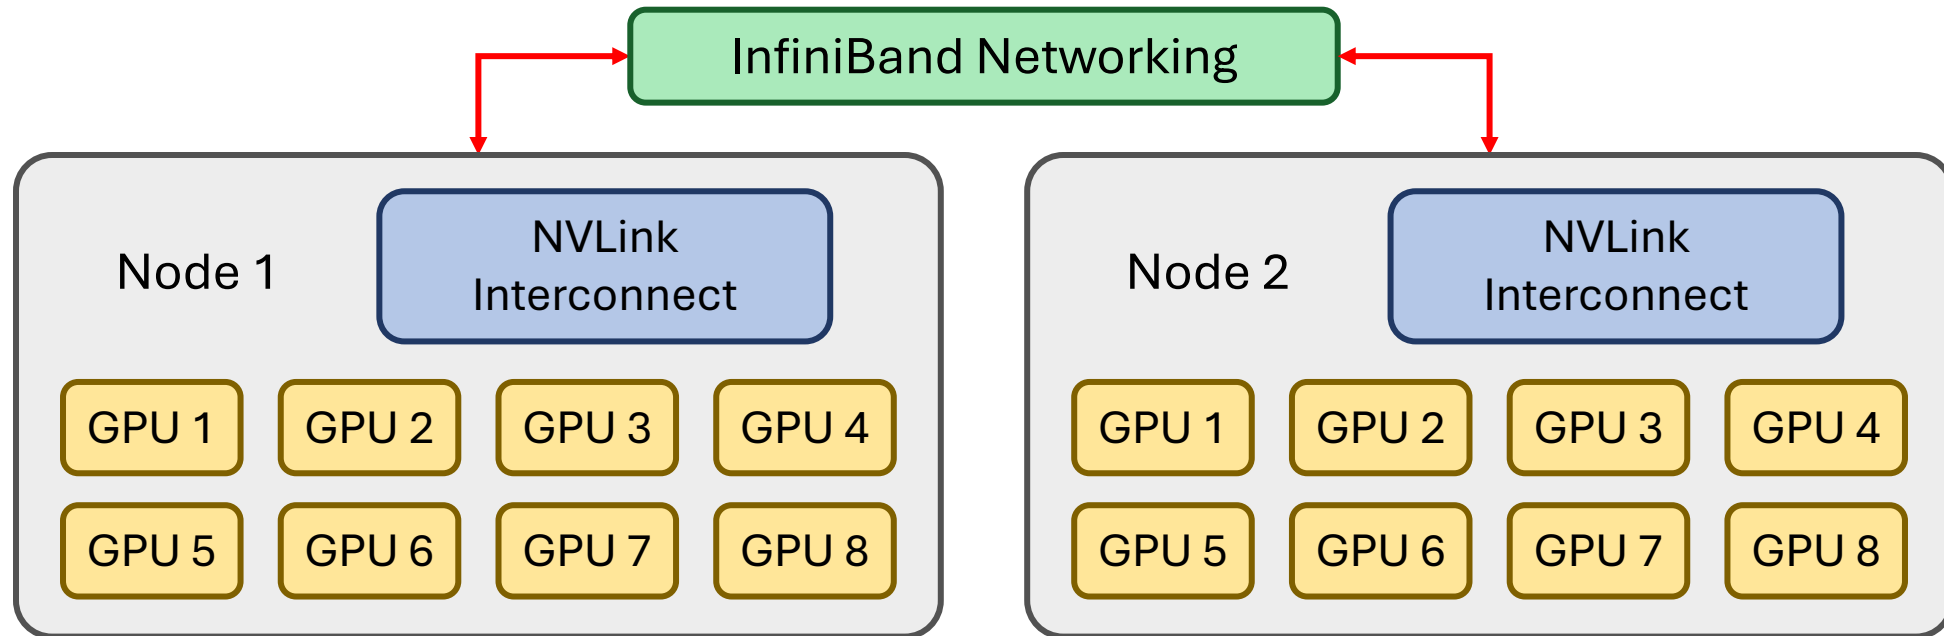 InfiniBand Networking
Node 1
NVLink
Interconnect
GPU 1
GPU 2
GPU 3
GPU 4
GPU 5
GPU 6
GPU 7
GPU 8
Node 2
NVLink
Interconnect
GPU 1
GPU 2
GPU 3
GPU 4
GPU 5
GPU 6
GPU 7
GPU 8